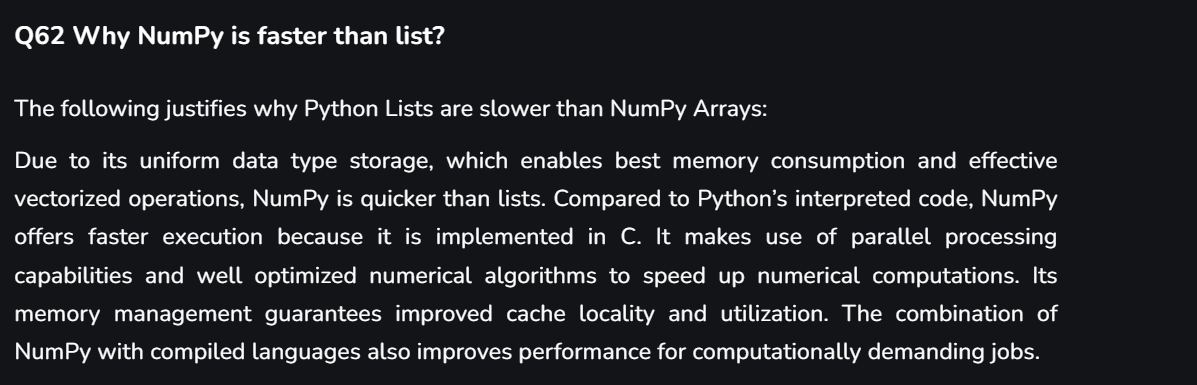 Q62 Why NumPy is faster than list?
The following justifies why Python Lists are slower than NumPy Arrays:
Due to its uniform data type storage, which enables best memory consumption and effective
vectorized operations, NumPy is quicker than lists. Compared to Python’s interpreted code, NumPy
offers faster execution because it is implemented in C. It makes use of parallel processing
capabilities and well optimized numerical algorithms to speed up numerical computations. Its
memory management guarantees improved cache locality and utilization. The combination of
NumPy with compiled languages also improves performance for computationally demanding jobs.